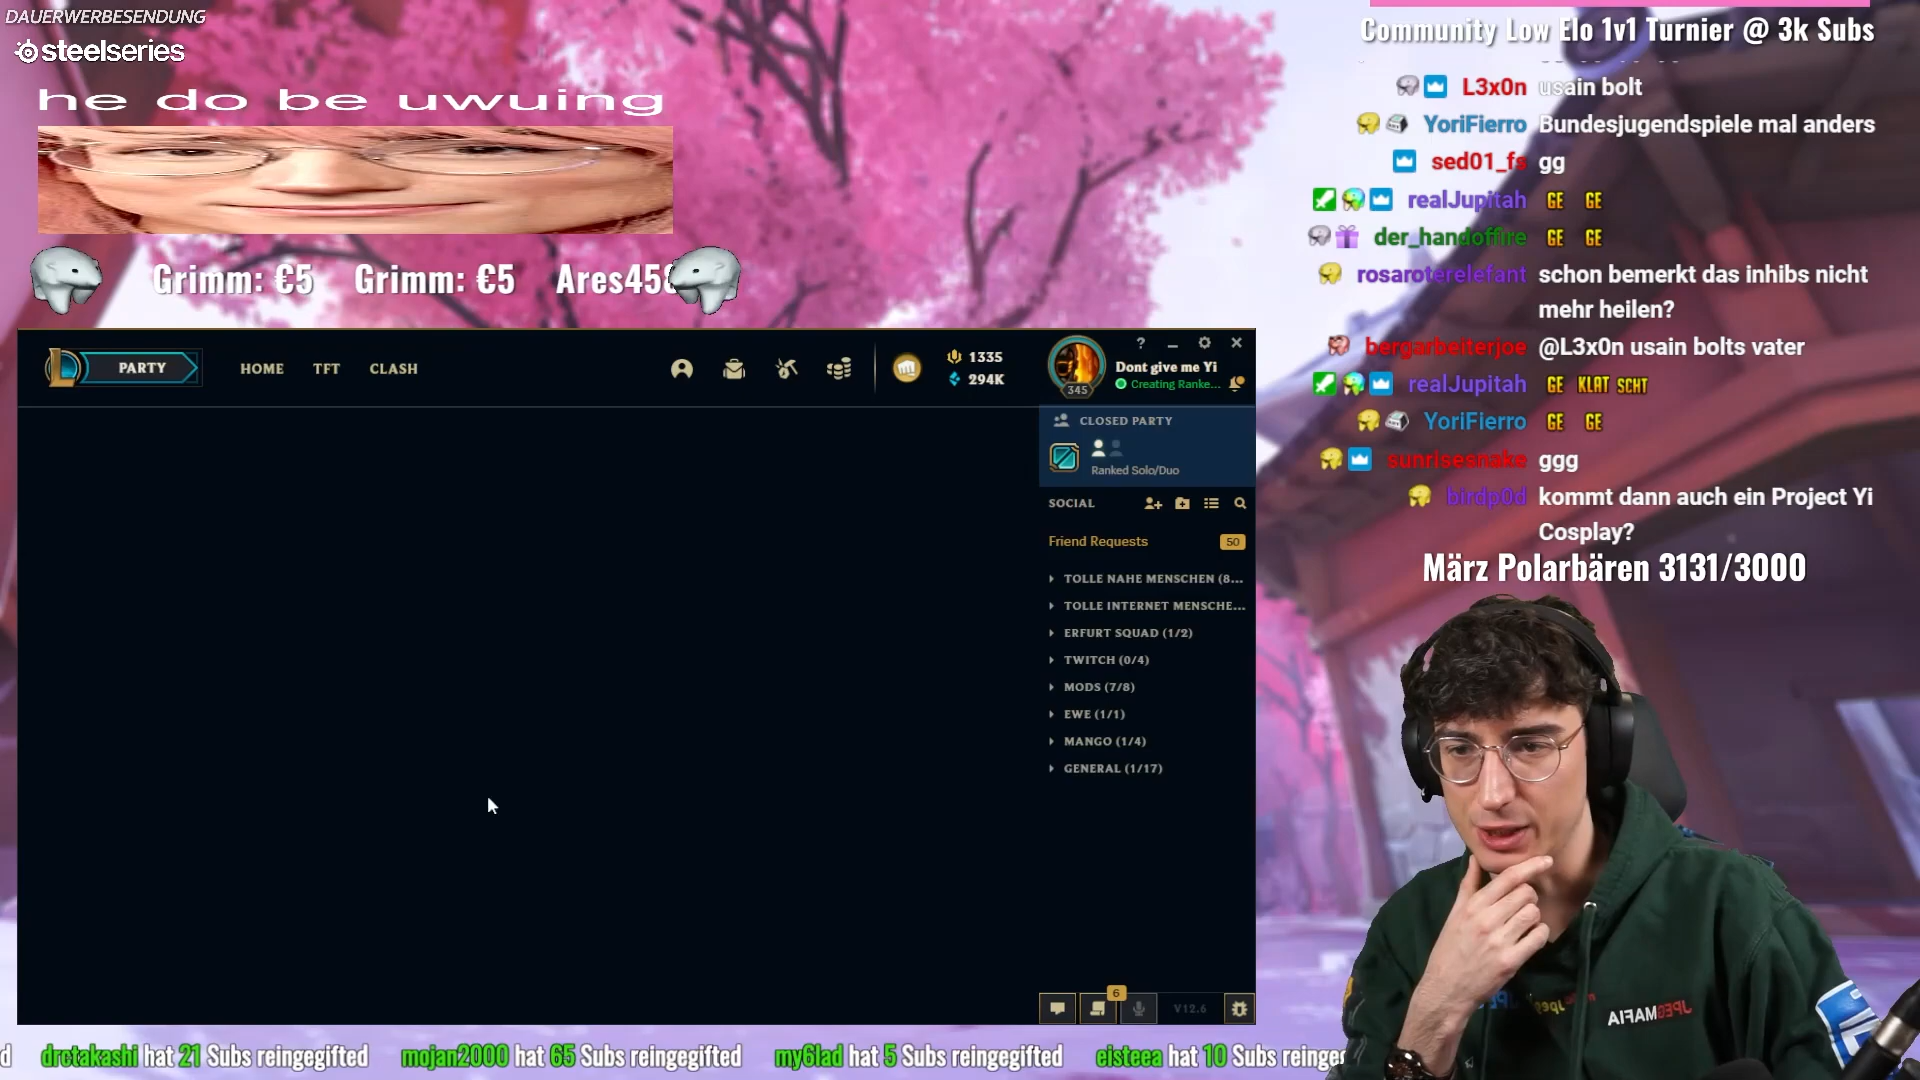 DAUERWERBESENDUNG
steelseries
he do be uwuing
Grimm: €5 Grimm: €5 Ares458
PARTY
HOME TFT CLASH
1335
294K
345
Dont give me Yi
Creating Ranke...
CLOSED PARTY
Ranked Solo/Duo
SOCIAL
Friend Requests 50
TOLLE NAHE MENSCHEN (8...
TOLLE INTERNET MENSCHE...
ERFURT SQUAD (1/2)
TWITCH (0/4)
MODS (7/8)
EWE (1/1)
MANGO (1/4)
GENERAL (1/17)
6
V12.6
Community Low Elo 1v1 Turnier @ 3k Subs
L3x0n usain bolt
YoriFierro Bundesjugendspiele mal anders
sed01_fs gg
realJupitah GE GE
der_handoffire GE GE
rosaroterelefant schon bemerkt das inhibs nicht
mehr heilen?
bergarbeiterjoe @L3x0n usain bolts vater
realJupitah GE KLAT SCHT
YoriFierro GE GE
sunrisesnake ggg
birdp0d kommt dann auch ein Project Yi
Cosplay?
März Polarbären 3131/3000
JPEGMAFIA
d drctakashi hat 21 Subs reingegifted mojan2000 hat 65 Subs reingegifted my6lad hat 5 Subs reingegifted eisteea hat 10 Subs reinge